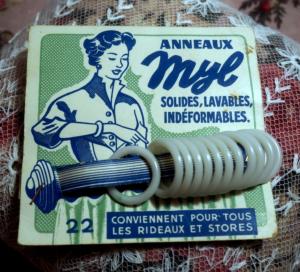 ANNEAUX
Myl
SOLIDES, LAVABLES,
INDÉFORMABLES.
22
CONVIENNENT POUR TOUS
LES RIDEAUX ET STORES